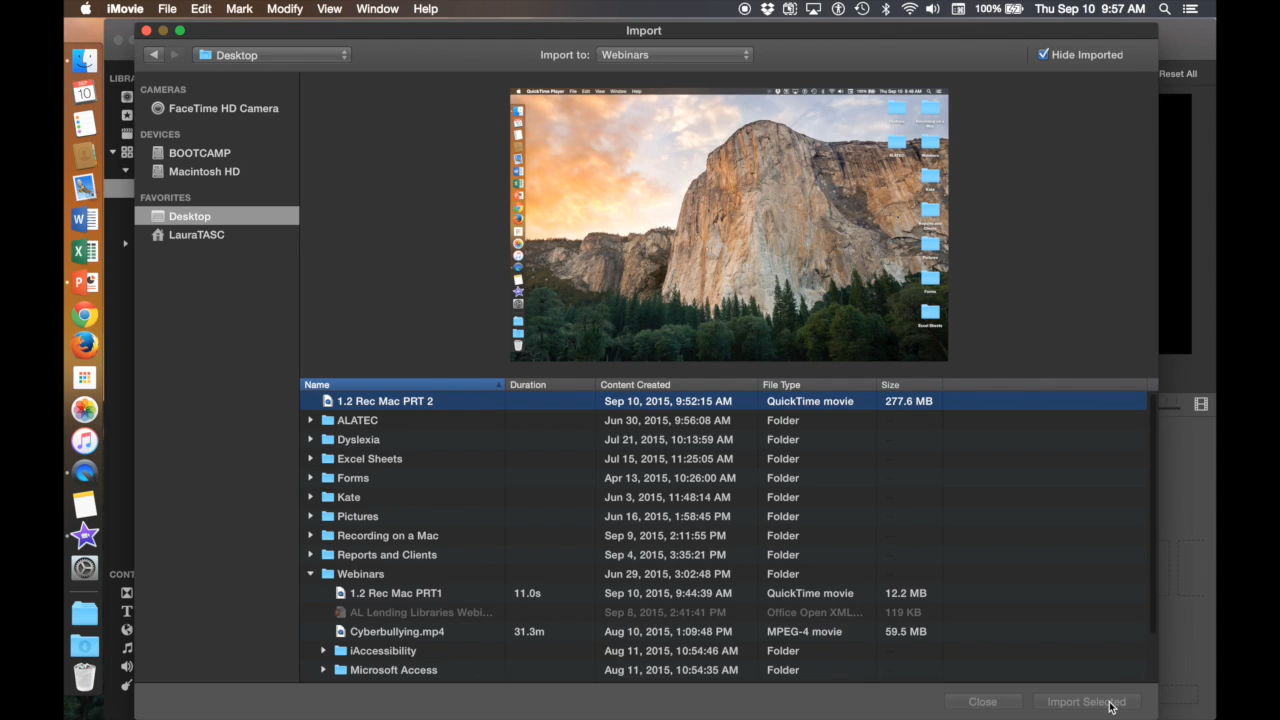 iMovie File Edit Mark Modify View Window Help 100% Thu Sep 10 9:57 AM
Import
Desktop Import to: Webinars Hide Imported
Reset All
LIBRA
CAMERAS
FaceTime HD Camera
DEVICES
BOOTCAMP
Macintosh HD
FAVORITES
Desktop
LauraTASC
10
QuickTime Player File Edit View Window Help
Name Duration Content Created File Type Size
1.2 Rec Mac PRT 2 Sep 10, 2015, 9:52:15 AM QuickTime movie 277.6 MB
ALATEC Jun 30, 2015, 9:56:08 AM Folder --
Dyslexia Jul 21, 2015, 10:13:59 AM Folder --
Excel Sheets Jul 15, 2015, 11:25:05 AM Folder --
Forms Apr 13, 2015, 10:26:00 AM Folder --
Kate Jun 3, 2015, 11:48:14 AM Folder --
Pictures Jun 16, 2015, 1:58:45 PM Folder --
Recording on a Mac Sep 9, 2015, 2:11:55 PM Folder --
Reports and Clients Sep 4, 2015, 3:35:21 PM Folder --
Webinars Jun 29, 2015, 3:02:48 PM Folder --
CONT
1.2 Rec Mac PRT1 11.0s Sep 10, 2015, 9:44:39 AM QuickTime movie 12.2 MB
AL Lending Libraries Webi... Sep 8, 2015, 2:41:41 PM Office Open XML... 119 KB
Cyberbullying.mp4 31.3m Aug 10, 2015, 1:09:48 PM MPEG-4 movie 59.5 MB
iAccessibility Aug 11, 2015, 10:54:46 AM Folder --
Microsoft Access Aug 11, 2015, 10:54:35 AM Folder --
Close Import Selected